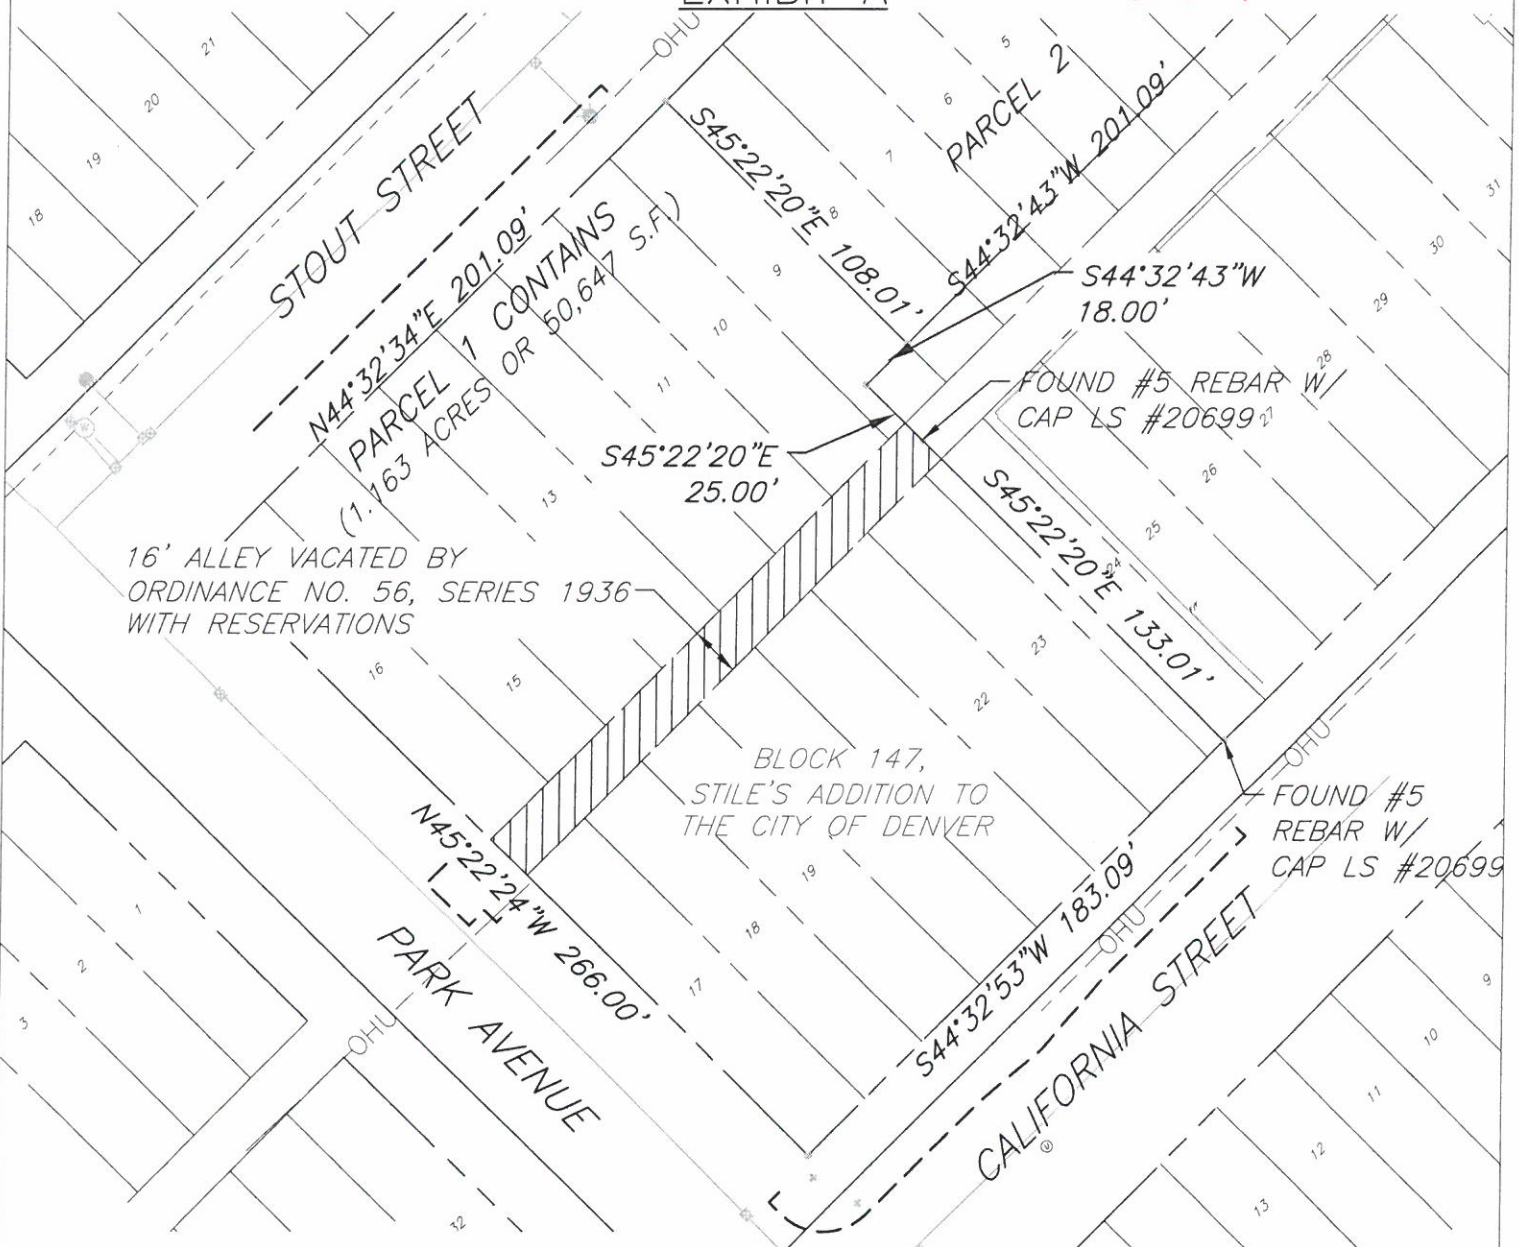 EXHIBIT A
OHU
21
20
19
18
STOUT STREET
N44°32'34"E 201.09'
PARCEL 1 CONTAINS
(1.163 ACRES OR 50,647 S.F.)
S45°22'20"E 108.01'
5
6
7
8
9
10
11
13
15
16
PARCEL 2
S44°32'43"W 201.09'
S44°32'43"W
18.00'
FOUND #5 REBAR W/
CAP LS #20699
S45°22'20"E
25.00'
31
30
29
28
27
26
25
24
23
22
19
18
17
S45°22'20"E 133.01'
16' ALLEY VACATED BY
ORDINANCE NO. 56, SERIES 1936
WITH RESERVATIONS
BLOCK 147,
STILE'S ADDITION TO
THE CITY OF DENVER
OHU
FOUND #5
REBAR W/
CAP LS #20699
N45°22'24"W 266.00'
S44°32'53"W 183.09'
OHU
PARK AVENUE
CALIFORNIA STREET
OHU
1
2
3
32
9
10
11
12
13